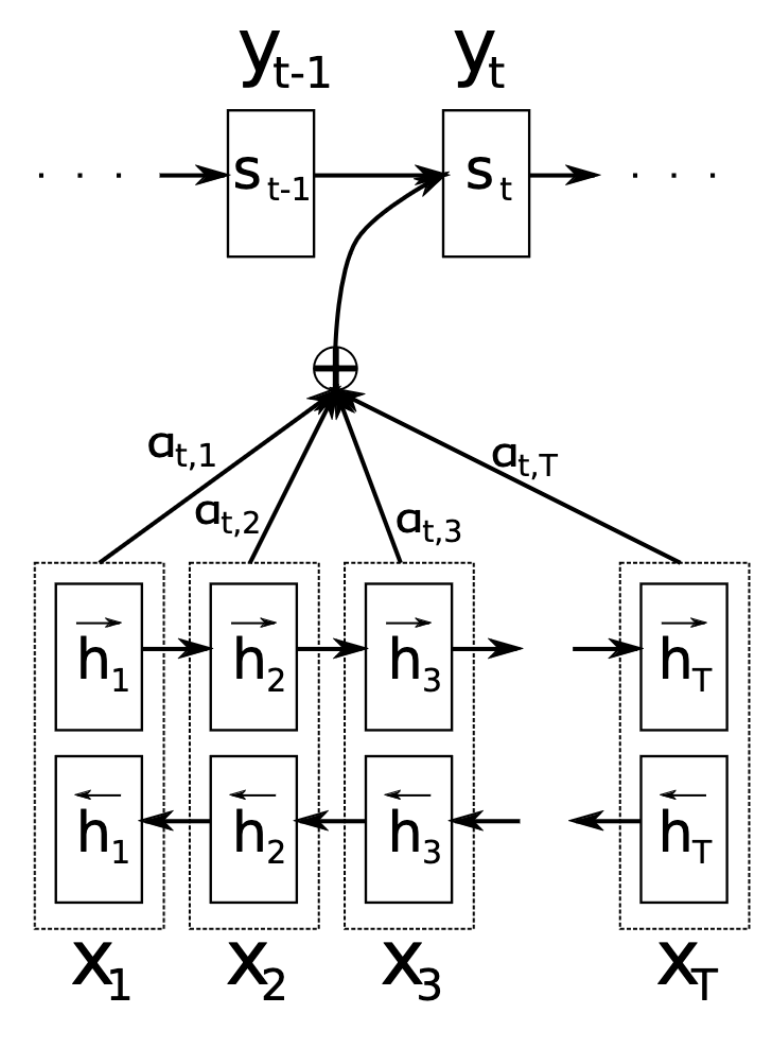 y_{t-1} y_t
. . . s_{t-1} s_t . . .
a_{t,1} a_{t,T}
a_{t,2} a_{t,3}
\overrightarrow{h}_1 \overrightarrow{h}_2 \overrightarrow{h}_3 \overrightarrow{h}_T
\overleftarrow{h}_1 \overleftarrow{h}_2 \overleftarrow{h}_3 \overleftarrow{h}_T
x_1 x_2 x_3 x_T